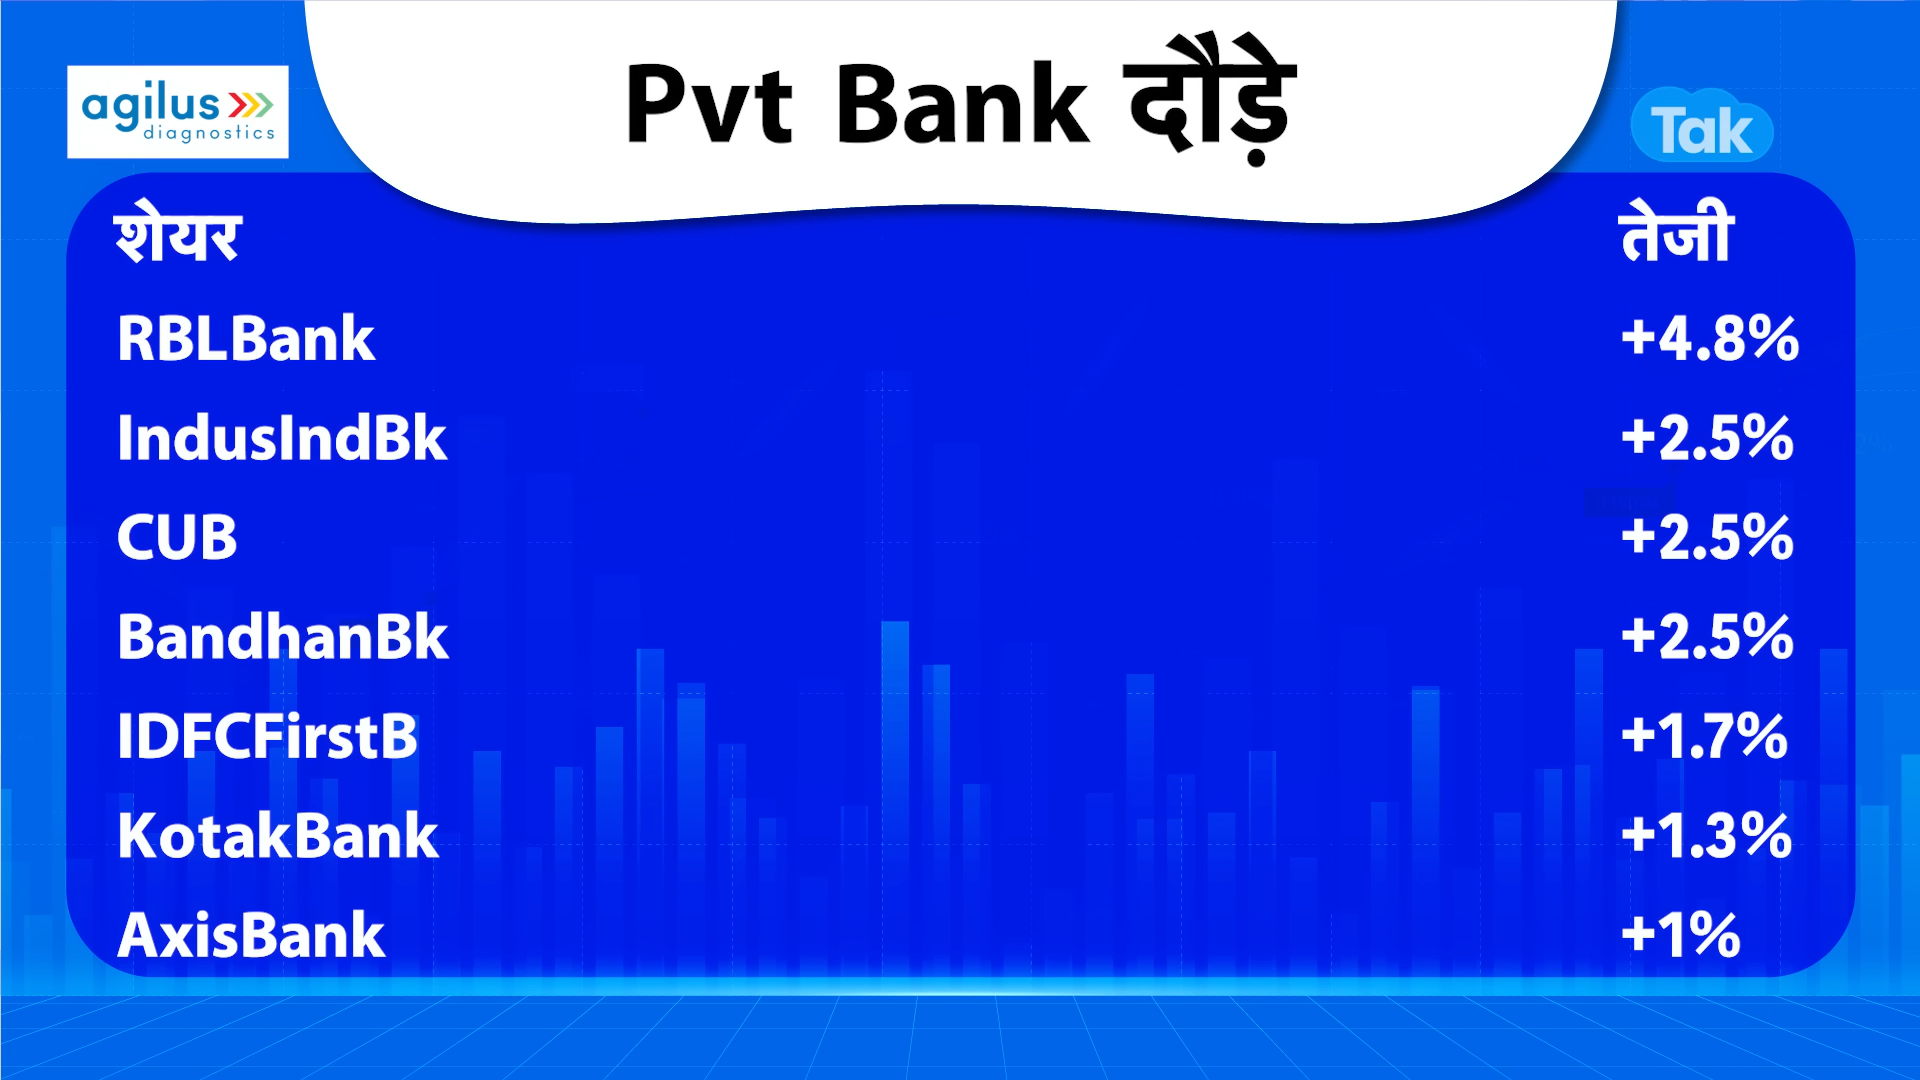 Pvt Bank दौड़े
agilus
diagnostics
Tak
शेयर तेजी
RBLBank +4.8%
IndusIndBk +2.5%
CUB +2.5%
BandhanBk +2.5%
IDFCFirstB +1.7%
KotakBank +1.3%
AxisBank +1%